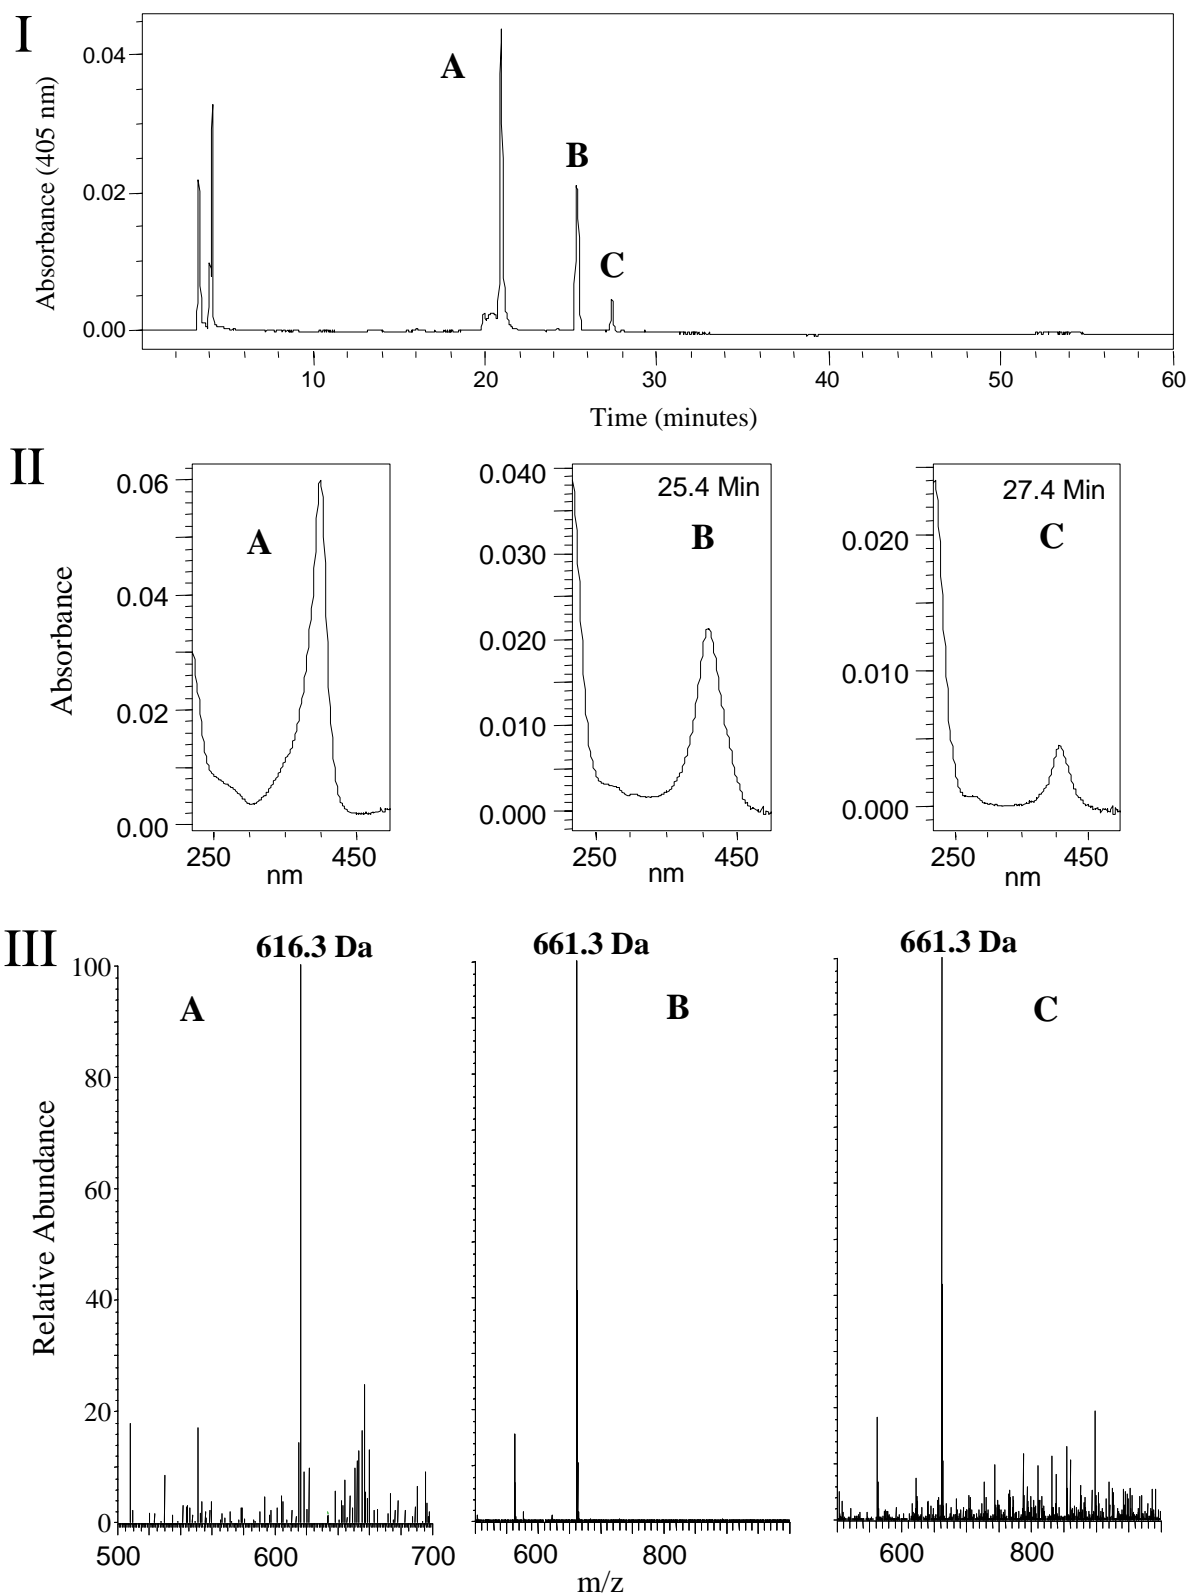 I
Absorbance (405 nm)
0.04
0.02
0.00
A
B
C
10 20 30 40 50 60
Time (minutes)
II
Absorbance
0.06
0.04
0.02
0.00
A
250 450
nm
0.040
0.030
0.020
0.010
0.000
25.4 Min
B
250 450
nm
0.020
0.010
0.000
27.4 Min
C
250 450
nm
III
Relative Abundance
616.3 Da
661.3 Da
661.3 Da
100
80
60
40
20
0
A
B
C
500 600 700
600 800
600 800
m/z